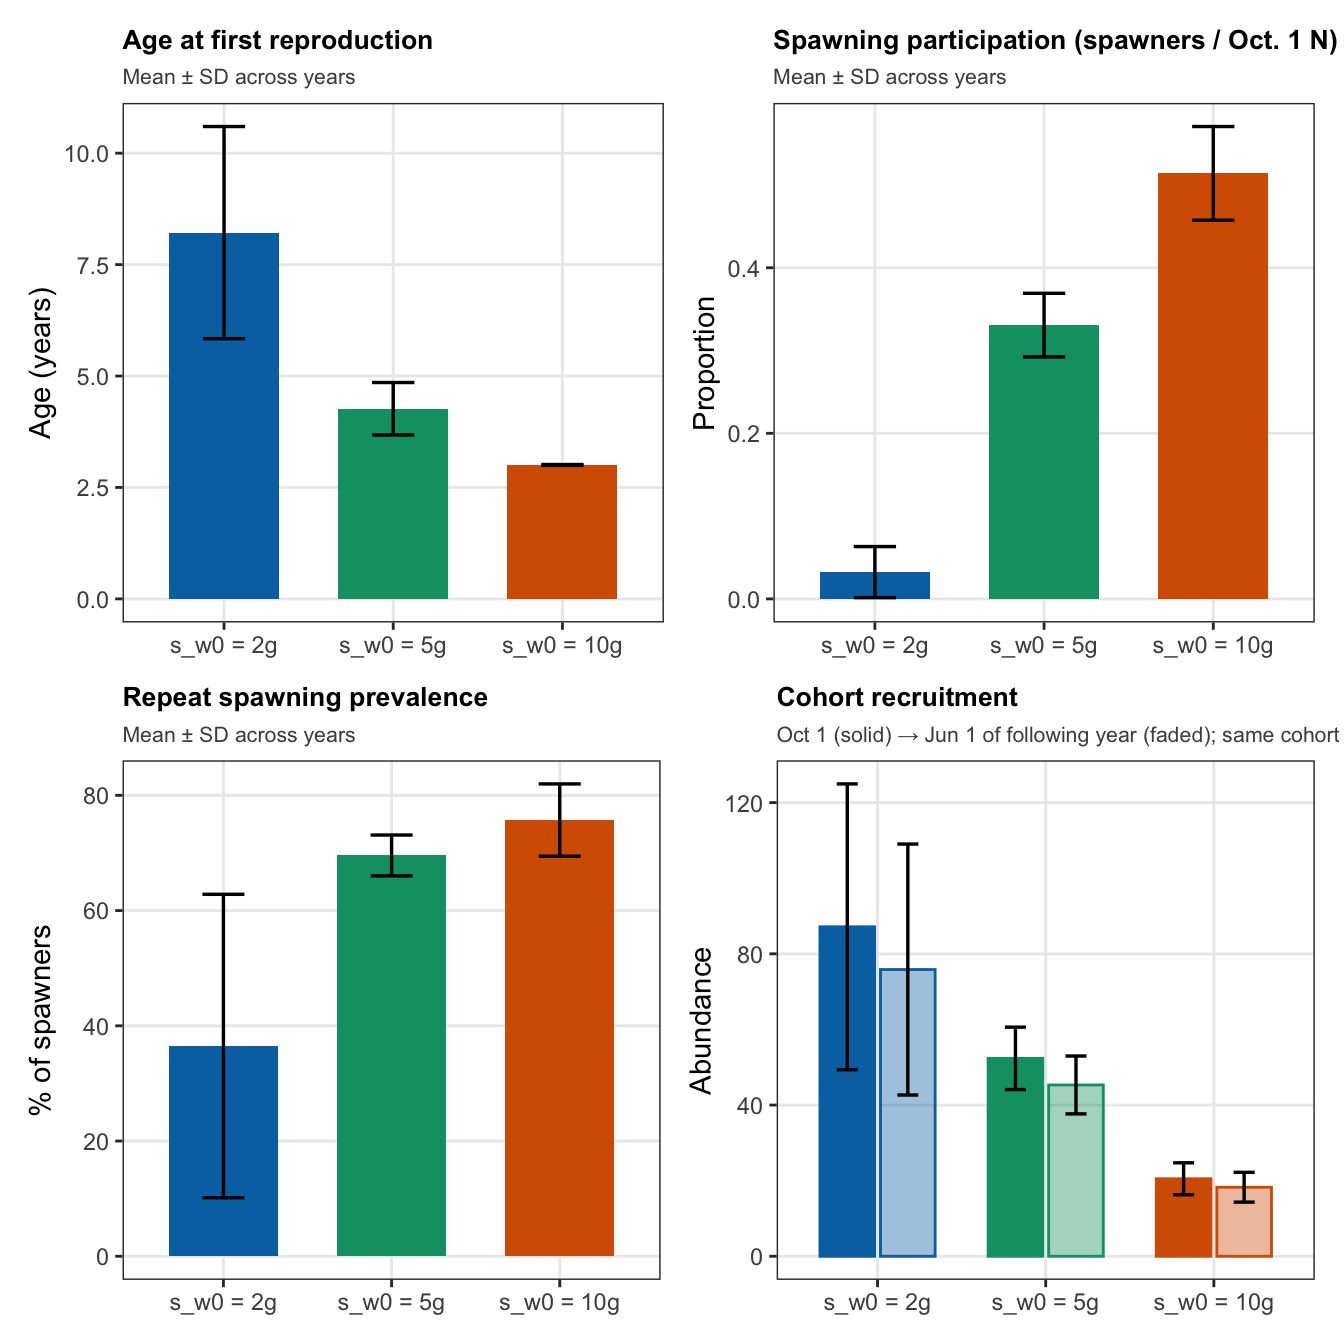 Age at first reproduction
Mean ± SD across years
Age (years)
10.0
7.5
5.0
2.5
0.0
s_w0 = 2g
s_w0 = 5g
s_w0 = 10g
Spawning participation (spawners / Oct. 1 N)
Mean ± SD across years
Proportion
0.4
0.2
0.0
s_w0 = 2g
s_w0 = 5g
s_w0 = 10g
Repeat spawning prevalence
Mean ± SD across years
% of spawners
80
60
40
20
0
s_w0 = 2g
s_w0 = 5g
s_w0 = 10g
Cohort recruitment
Oct 1 (solid) → Jun 1 of following year (faded); same cohort
Abundance
120
80
40
0
s_w0 = 2g
s_w0 = 5g
s_w0 = 10g